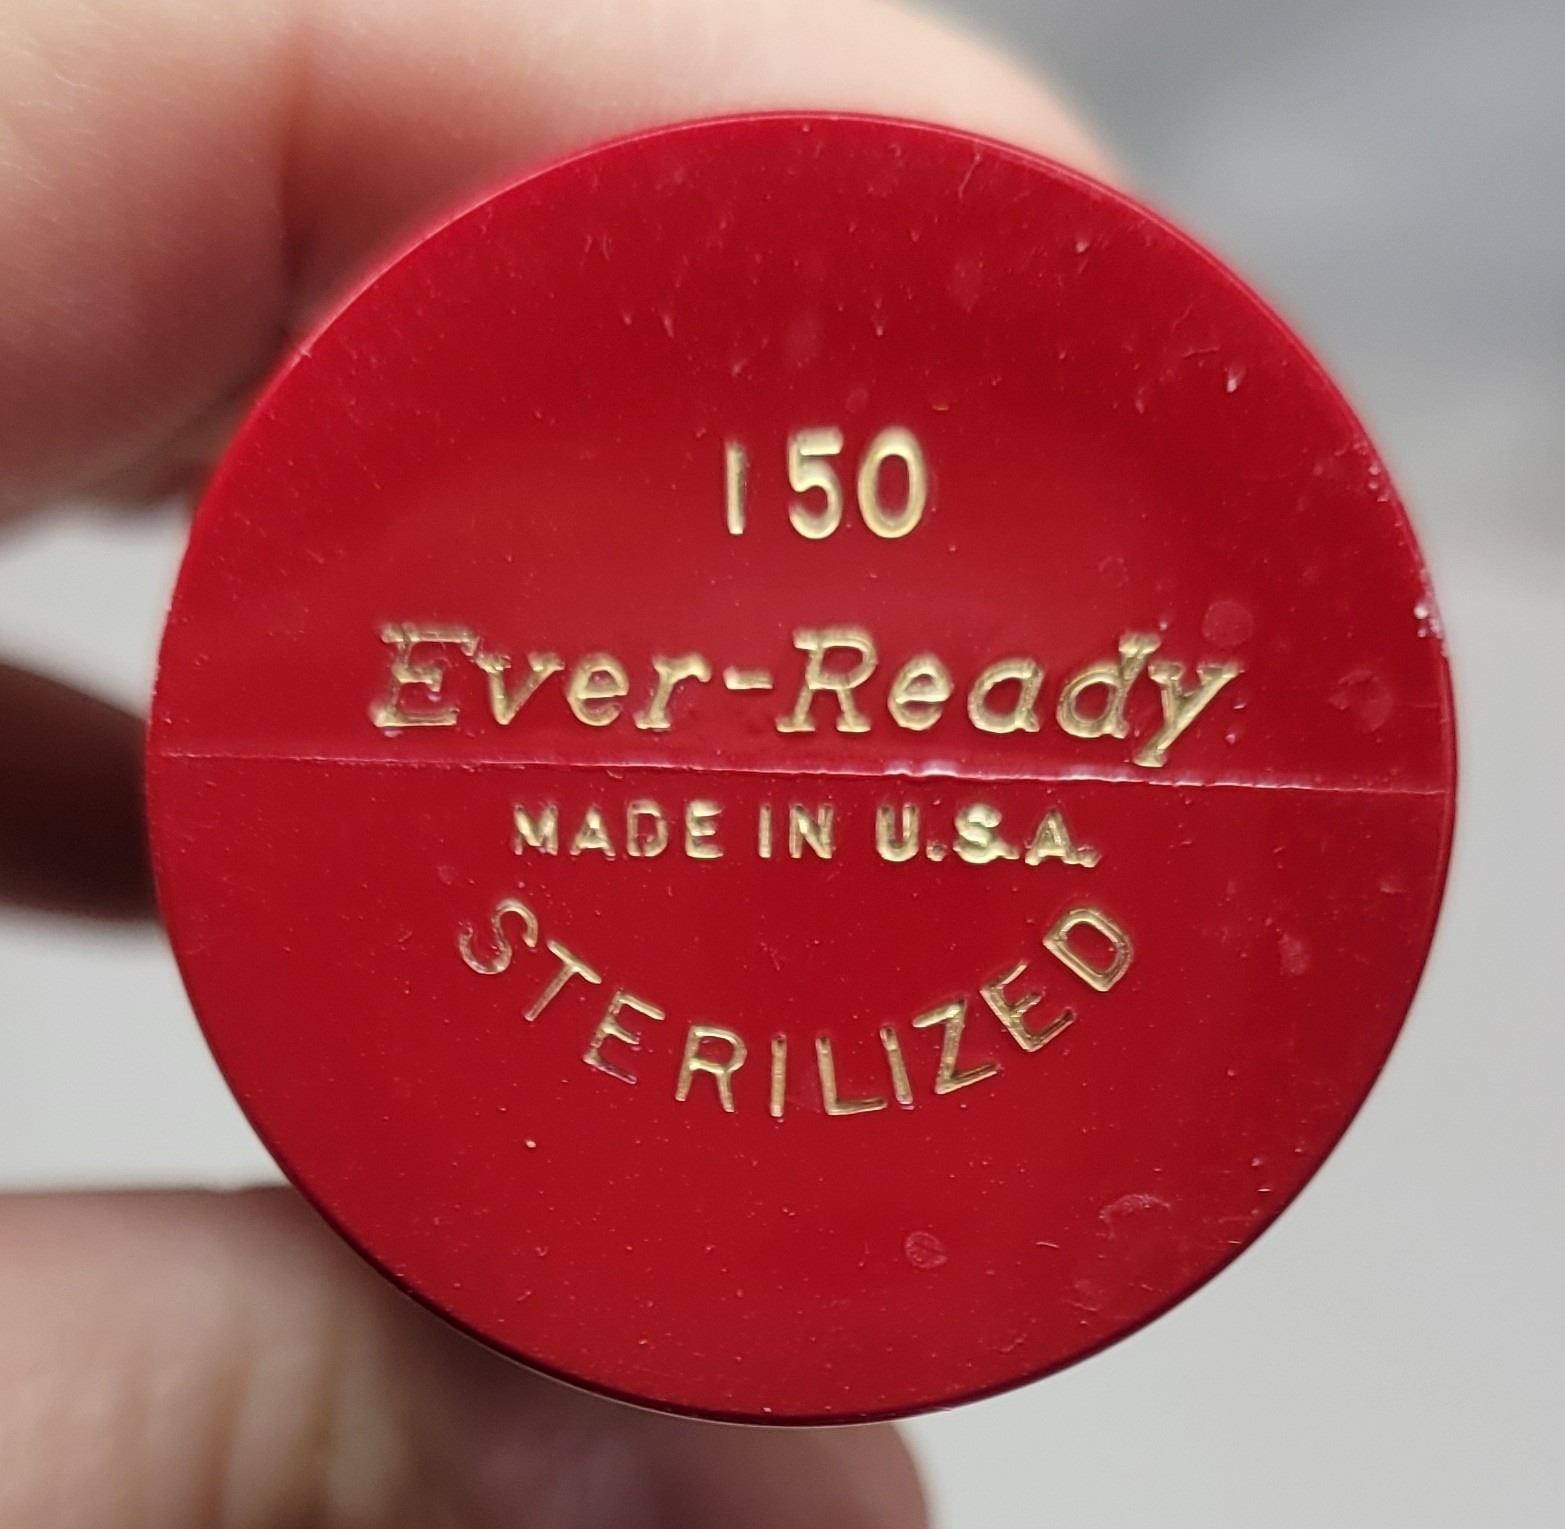 150
Ever-Ready
MADE IN U.S.A.
STERILIZED